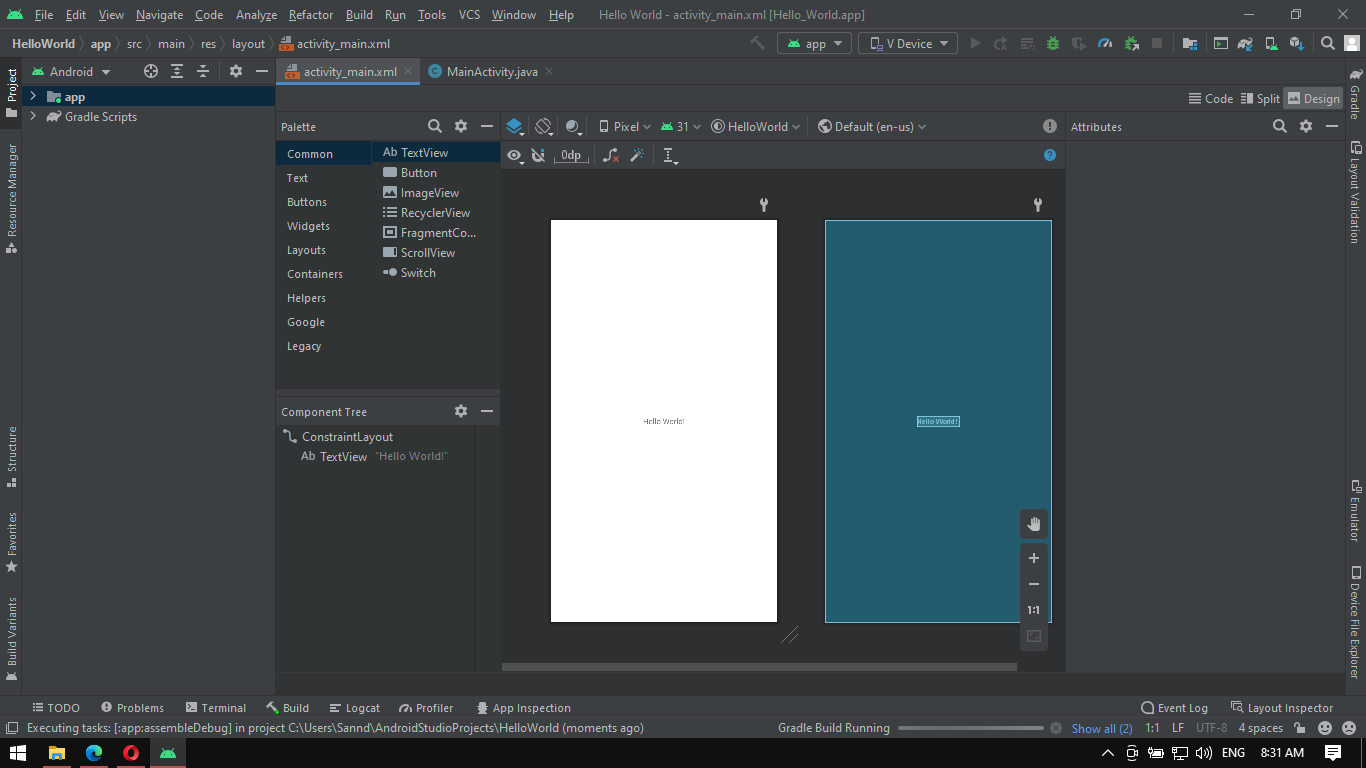 File Edit View Navigate Code Analyze Refactor Build Run Tools VCS Window Help Hello World - activity_main.xml [Hello_World.app]
HelloWorld app src main res layout activity_main.xml app V Device
Project
Android activity_main.xml MainActivity.java
app
Gradle Scripts
Code Split Design
Palette Pixel 31 HelloWorld Default (en-us) Attributes
0dp
Common
Text
Buttons
Widgets
Layouts
Containers
Helpers
Google
Legacy
Ab TextView
Button
ImageView
RecyclerView
FragmentCo...
ScrollView
Switch
Hello World!
Hello World!
Component Tree
ConstraintLayout
Ab TextView "Hello World!"
1:1
Resource Manager
Structure
Favorites
Build Variants
Gradle
Layout Validation
Emulator
Device File Explorer
TODO Problems Terminal Build Logcat Profiler App Inspection Event Log Layout Inspector
Executing tasks: [:app:assembleDebug] in project C:\Users\Sannd\AndroidStudioProjects\HelloWorld (moments ago) Gradle Build Running Show all (2) 1:1 LF UTF-8 4 spaces
ENG 8:31 AM